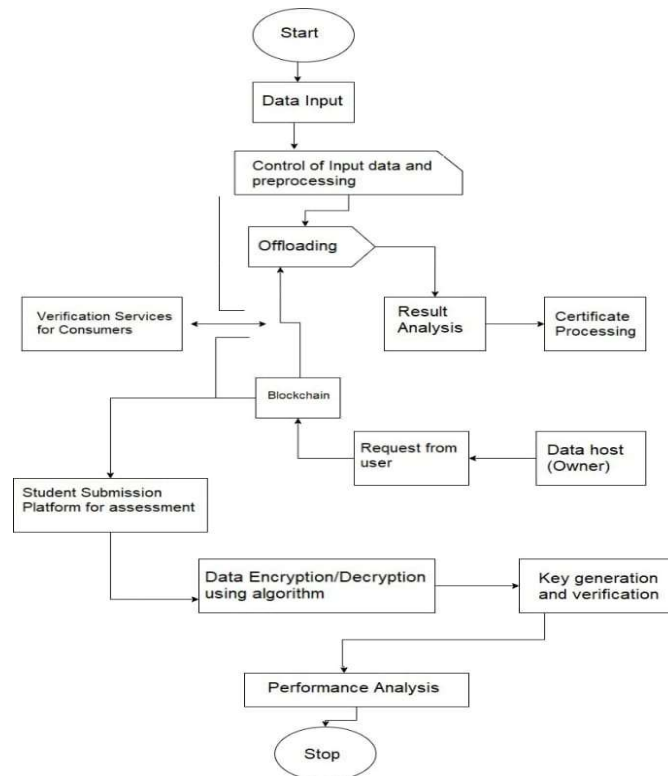 Start
Data Input
Control of Input data and
preprocessing
Offloading
Verification Services
for Consumers
Result
Analysis
Certificate
Processing
Blockchain
Request from
user
Data host
(Owner)
Student Submission
Platform for assessment
Data Encryption/Decryption
using algorithm
Key generation
and verification
Performance Analysis
Stop